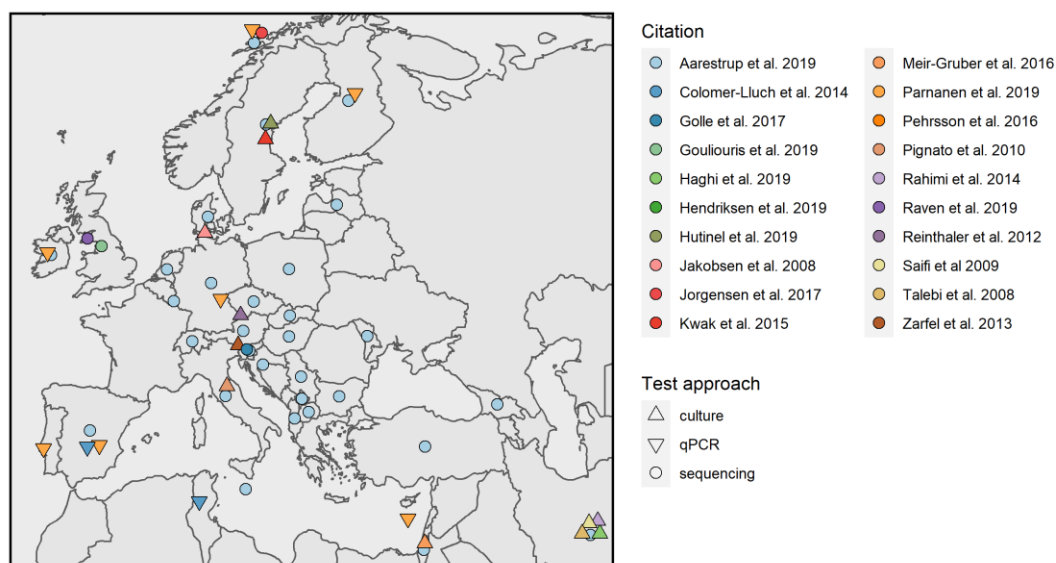 Citation
Aarestrup et al. 2019
Colomer-Lluch et al. 2014
Golle et al. 2017
Gouliouris et al. 2019
Haghi et al. 2019
Hendriksen et al. 2019
Hutinel et al. 2019
Jakobsen et al. 2008
Jorgensen et al. 2017
Kwak et al. 2015
Meir-Gruber et al. 2016
Parnanen et al. 2019
Pehrsson et al. 2016
Pignato et al. 2010
Rahimi et al. 2014
Raven et al. 2019
Reinthaler et al. 2012
Saifi et al 2009
Talebi et al. 2008
Zarfel et al. 2013
Test approach
culture
qPCR
sequencing